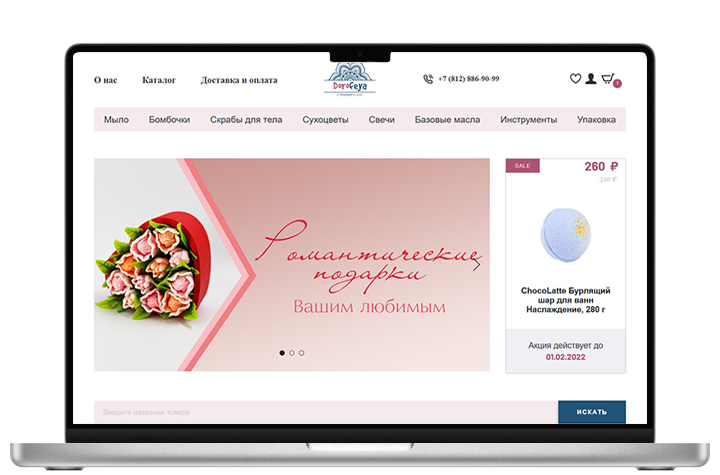 О нас
Каталог
Доставка и оплата
DoroFeya
+7 (812) 886-90-99
1
Мыло
Бомбочки
Скрабы для тела
Сухоцветы
Свечи
Базовые масла
Инструменты
Упаковка
Романтические
подарки
Вашим любимым
SALE
260 ₽
370 ₽
ChocoLatte Бурлящий
шар для ванн
Наслаждение, 280 г
Акция действует до
01.02.2022
Введите название товара
ИСКАТЬ